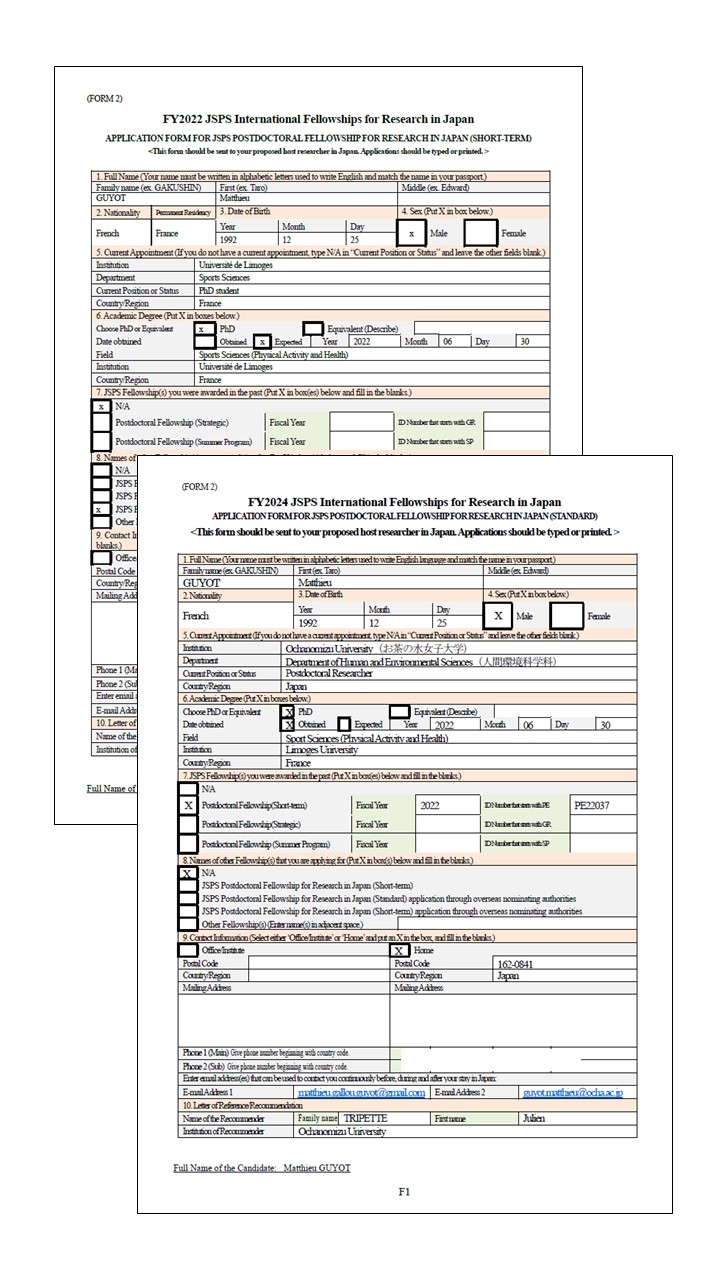 (FORM 2)
FY2022 JSPS International Fellowships for Research in Japan
APPLICATION FORM FOR JSPS POSTDOCTORAL FELLOWSHIP FOR RESEARCH IN JAPAN (SHORT-TERM)
<This form should be sent to your proposed host researcher in Japan. Applications should be typed or printed. >
1. Full Name (Your name must be written in alphabetic letters used to write English and match the name in your passport.)
Family name (ex. GAKUSHIN) First (ex. Taro) Middle (ex. Edward)
GUYOT Matthieu
2. Nationality Permanent Residency 3. Date of Birth 4. Sex (Put X in box below.)
Year Month Day
French France x Male Female
1992 12 25
5. Current Appointment (If you do not have a current appointment, type N/A in "Current Position or Status" and leave the other fields blank.)
Institution Université de Limoges
Department Sports Sciences
Current Position or Status PhD student
Country/Region France
6. Academic Degree (Put X in boxes below.)
Choose PhD or Equivalent x PhD Equivalent (Describe)
Date obtained Obtained x Expected Year 2022 Month 06 Day 30
Field Sports Sciences (Physical Activity and Health)
Institution Université de Limoges
Country/Region France
7. JSPS Fellowship(s) you were awarded in the past (Put X in box(es) below and fill in the blanks.)
x N/A
Postdoctoral Fellowship (Strategic) Fiscal Year ID Number that starts with GR
Postdoctoral Fellowship (Summer Program) Fiscal Year ID Number that starts with SP
8. Names of
N/A
JSPS
JSPS
x JSPS
Other
9. Contact
blanks.)
Office
Postal Code
Country/Reg
Mailing Add
Phone 1 (Ma
Phone 2 (Su
Enter email
E-mail Addr
10. Letter of
Name of the
Institution of
Full Name of
(FORM 2)
FY2024 JSPS International Fellowships for Research in Japan
APPLICATION FORM FOR JSPS POSTDOCTORAL FELLOWSHIP FOR RESEARCH IN JAPAN (STANDARD)
<This form should be sent to your proposed host researcher in Japan. Applications should be typed or printed. >
1. Full Name (Your name must be written in alphabetic letters used to write English language and match the name in your passport.)
Family name (ex. GAKUSHIN) First (ex. Taro) Middle (ex. Edward)
GUYOT Matthieu
2. Nationality 3. Date of Birth 4. Sex (Put X in box below.)
Year Month Day
French X Male Female
1992 12 25
5. Current Appointment (If you do not have a current appointment, type N/A in "Current Position or Status" and leave the other fields blank.)
Institution Ochanomizu University (お茶の水女子大学)
Department Department of Human and Environmental Sciences (人間環境科学科)
Current Position or Status Postdoctoral Researcher
Country/Region Japan
6. Academic Degree (Put X in boxes below.)
Choose PhD or Equivalent X PhD Equivalent (Describe)
Date obtained X Obtained Expected Year 2022 Month 06 Day 30
Field Sport Sciences (Physical Activity and Health)
Institution Limoges University
Country/Region France
7. JSPS Fellowship(s) you were awarded in the past (Put X in box(es) below and fill in the blanks.)
N/A
X Postdoctoral Fellowship(Short-term) Fiscal Year 2022 ID Number that starts with PE PE22037
Postdoctoral Fellowship(Strategic) Fiscal Year ID Number that starts with GR
Postdoctoral Fellowship (Summer Program) Fiscal Year ID Number that starts with SP
8. Names of other Fellowship(s) that you are applying for (Put X in box(s) below and fill in the blanks.)
X N/A
JSPS Postdoctoral Fellowship for Research in Japan (Short-term)
JSPS Postdoctoral Fellowship for Research in Japan (Standard) application through overseas nominating authorities
JSPS Postdoctoral Fellowship for Research in Japan (Short-term) application through overseas nominating authorities
Other Fellowship(s) (Enter name(s) in adjacent space.)
9. Contact Information (Select either 'Office/Institute' or 'Home' and put an X in the box, and fill in the blanks.)
Office/Institute X Home
Postal Code Postal Code 162-0841
Country/Region Country/Region Japan
Mailing Address Mailing Address
Phone 1 (Main) Give phone number beginning with country code.
Phone 2 (Sub) Give phone number beginning with country code.
Enter email address(es) that can be used to contact you continuously before, during and after your stay in Japan:
E-mail Address 1 matthieu.gallou.guyot@gmail.com E-mail Address 2 guyot.matthieu@ocha.ac.jp
10. Letter of Reference/Recommendation
Name of the Recommender Family name TRIPETTE First name Julien
Institution of Recommender Ochanomizu University
Full Name of the Candidate: Matthieu GUYOT
F1